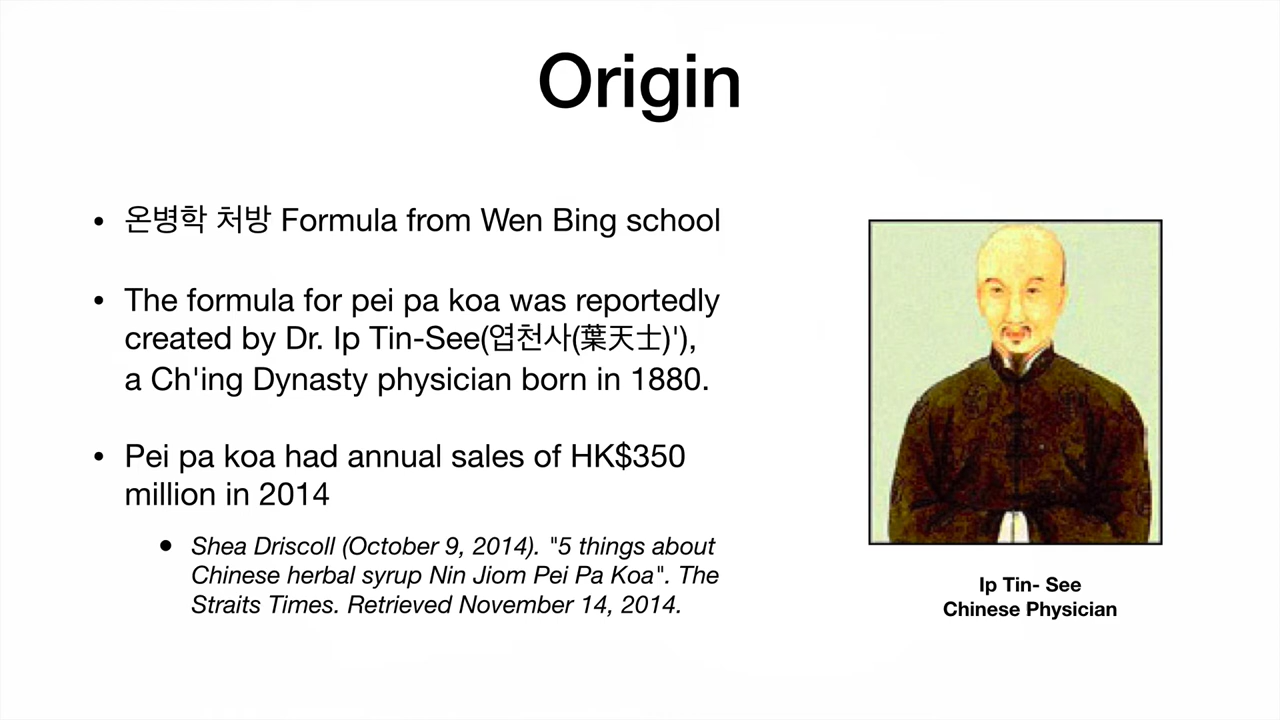 Origin
• 온병학 처방 Formula from Wen Bing school
• The formula for pei pa koa was reportedly
created by Dr. Ip Tin-See(엽천사(葉天士)'),
a Ch'ing Dynasty physician born in 1880.
• Pei pa koa had annual sales of HK$350
million in 2014
• Shea Driscoll (October 9, 2014). "5 things about
Chinese herbal syrup Nin Jiom Pei Pa Koa". The
Straits Times. Retrieved November 14, 2014.
Ip Tin- See
Chinese Physician